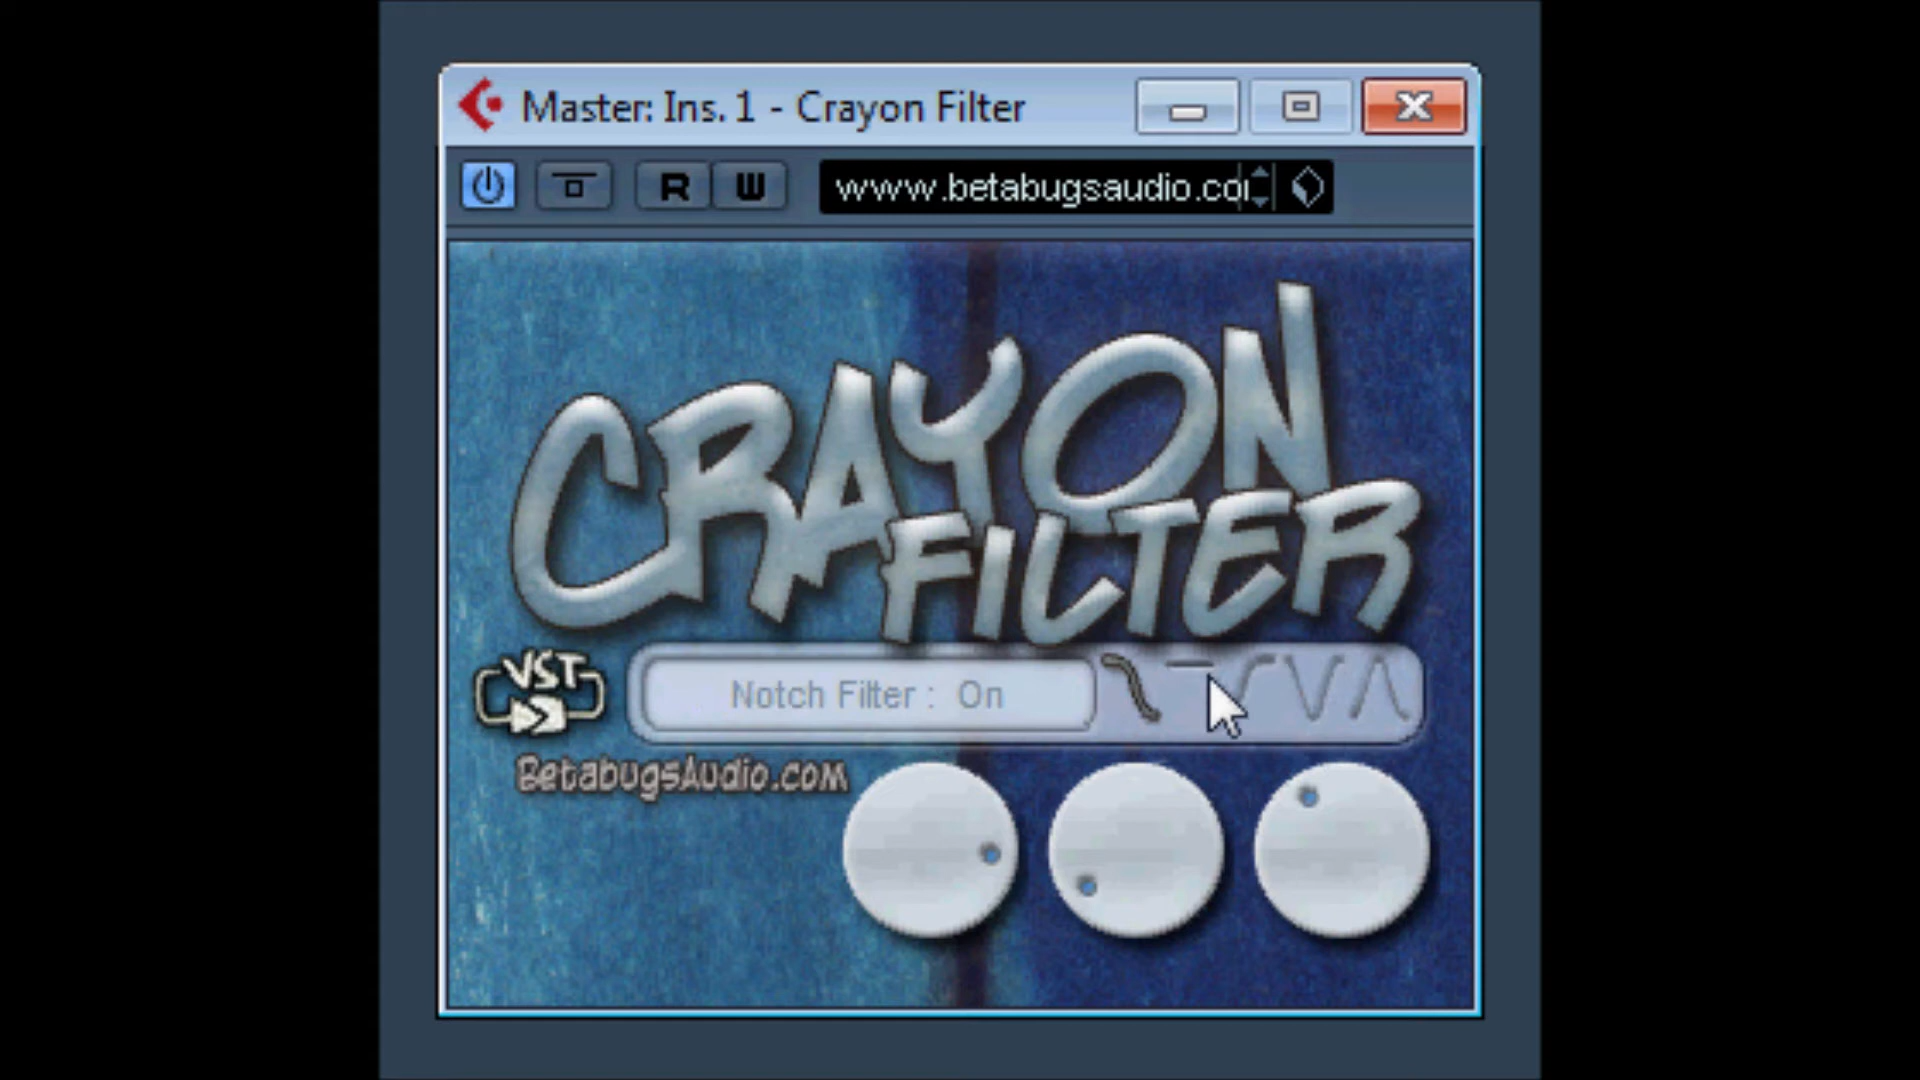 Master: Ins. 1 - Crayon Filter
R W www.betabugsaudio.co
CRAYON
FILTER
VST
Notch Filter : On
BetabugsAudio.com